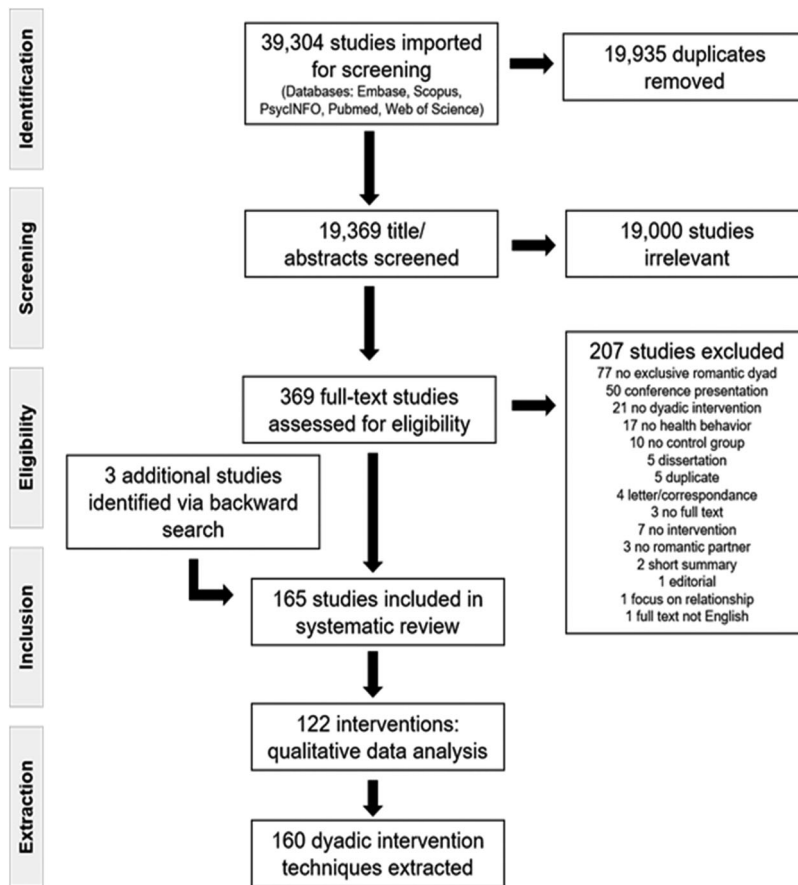 Identification
39,304 studies imported
for screening
(Databases: Embase, Scopus,
PsycINFO, Pubmed, Web of Science)
19,935 duplicates
removed
Screening
19,369 title/
abstracts screened
19,000 studies
irrelevant
Eligibility
369 full-text studies
assessed for eligibility
207 studies excluded
77 no exclusive romantic dyad
50 conference presentation
21 no dyadic intervention
17 no health behavior
10 no control group
5 dissertation
5 duplicate
4 letter/correspondance
3 no full text
7 no intervention
3 no romantic partner
2 short summary
1 editorial
1 focus on relationship
1 full text not English
3 additional studies
identified via backward
search
Inclusion
165 studies included in
systematic review
122 interventions:
qualitative data analysis
Extraction
160 dyadic intervention
techniques extracted